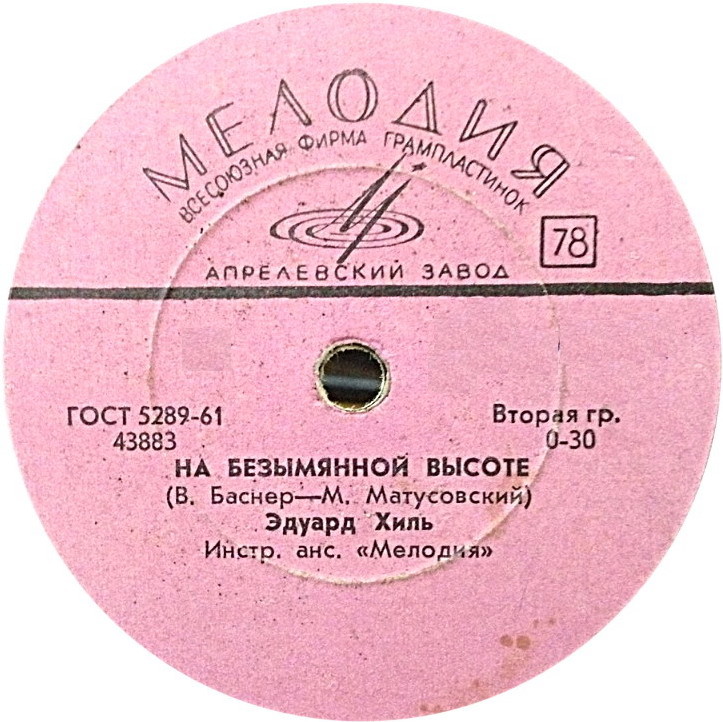 МЕЛОДИЯ
ВСЕСОЮЗНАЯ ФИРМА ГРАМПЛАСТИНОК
78
АПРЕЛЕВСКИЙ ЗАВОД
ГОСТ 5289-61
43883
Вторая гр.
0-30
НА БЕЗЫМЯННОЙ ВЫСОТЕ
(В. Баснер—М. Матусовский)
Эдуард Хиль
Инстр. анс. «Мелодия»